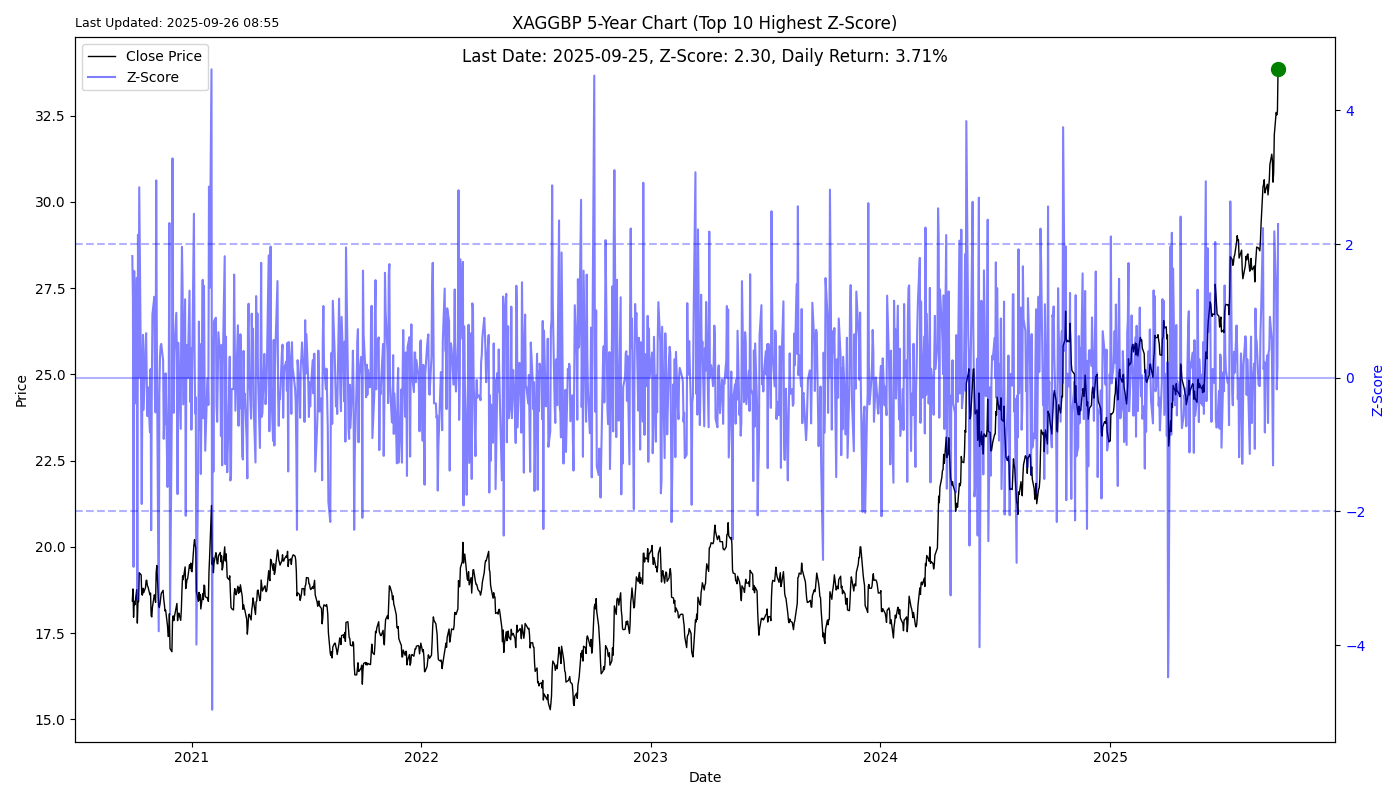 Last Updated: 2025-09-26 08:55
XAGGBP 5-Year Chart (Top 10 Highest Z-Score)
Last Date: 2025-09-25, Z-Score: 2.30, Daily Return: 3.71%
Close Price
Z-Score
32.5
30.0
27.5
25.0
22.5
20.0
17.5
15.0
Price
4
2
0
−2
−4
Z-Score
2021
2022
2023
2024
2025
Date